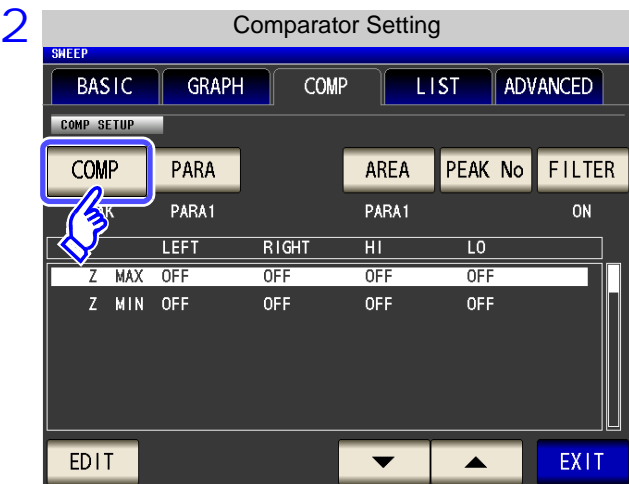 2
Comparator Setting
SWEEP
BASIC GRAPH COMP LIST ADVANCED
COMP SETUP
COMP PARA AREA PEAK No FILTER
PARA1 PARA1 ON
LEFT RIGHT HI LO
Z MAX OFF OFF OFF OFF
Z MIN OFF OFF OFF OFF
EDIT ▼ ▲ EXIT